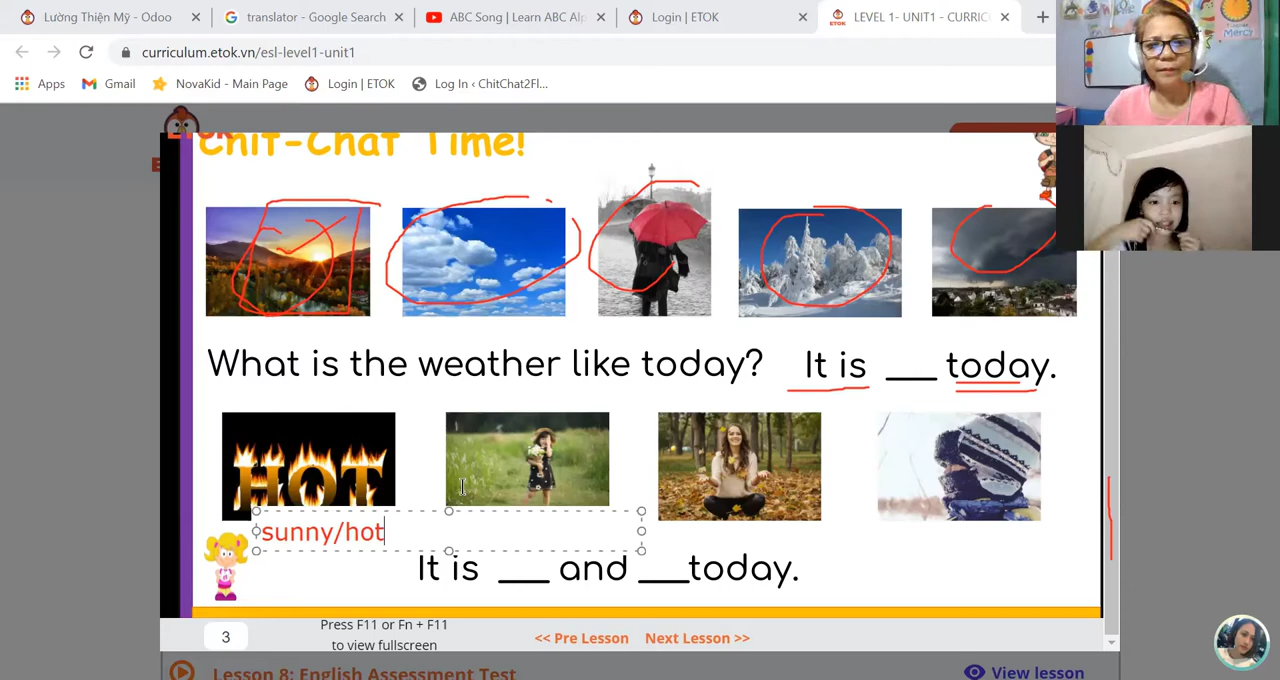 Lường Thiện Mỹ - Odoo
translator - Google Search
ABC Song | Learn ABC Al
Login | ETOK
LEVEL 1- UNIT1 - CURRIC
curriculum.etok.vn/esl-level1-unit1
Apps
Gmail
NovaKid - Main Page
Login | ETOK
Log In ‹ ChitChat2Fl...
Mercy
ETOK
Chit-Chat Time!
What is the weather like today? It is ___ today.
HOT
sunny/hot
It is ___ and ___today.
3
Press F11 or Fn + F11
to view fullscreen
<< Pre Lesson
Next Lesson >>
Lesson 8: English Assessment Test
View lesson